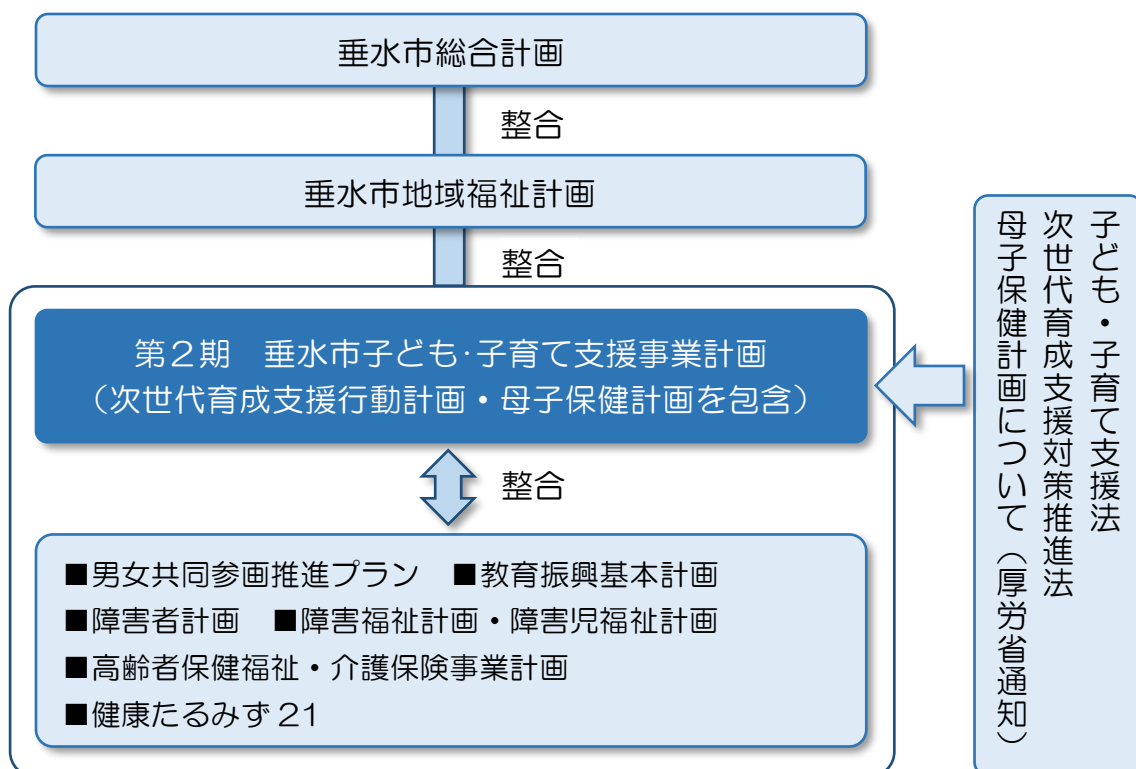 垂水市総合計画
整合
垂水市地域福祉計画
整合
第２期　垂水市子ども･子育て支援事業計画
（次世代育成支援行動計画・母子保健計画を包含）
整合
■男女共同参画推進プラン　■教育振興基本計画
■障害者計画　■障害福祉計画・障害児福祉計画
■高齢者保健福祉・介護保険事業計画
■健康たるみず 21
子ども・子育て支援法
次世代育成支援対策推進法
母子保健計画について（厚労省通知）